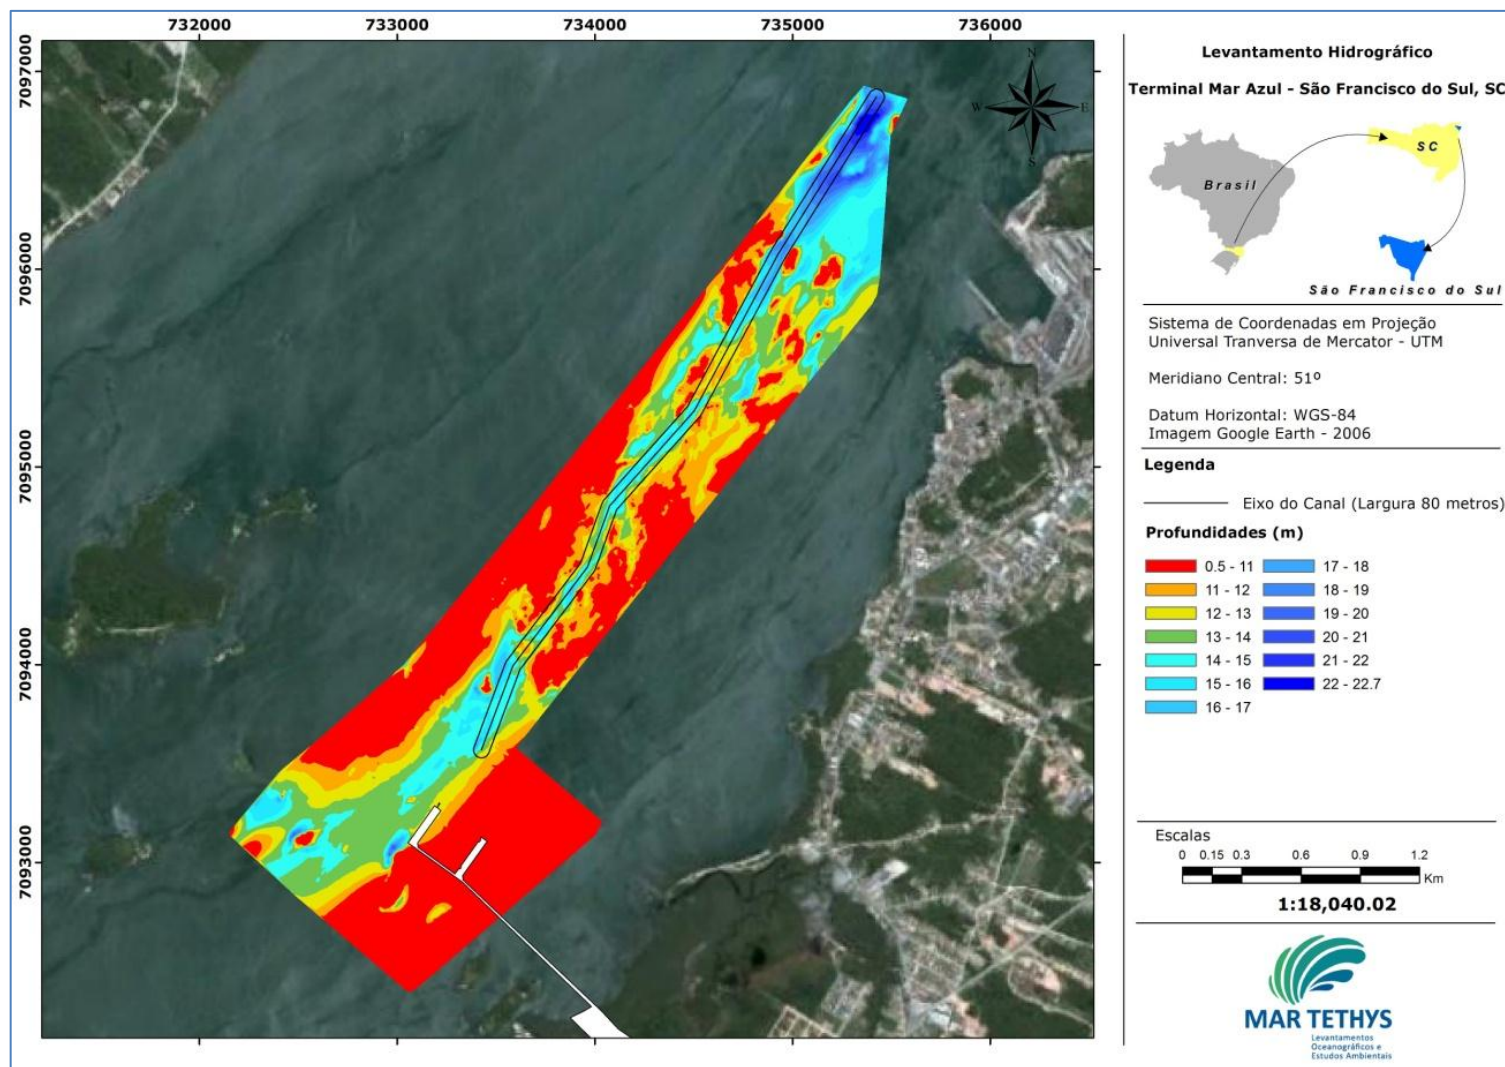 732000 733000 734000 735000 736000
7097000
7096000
7095000
7094000
7093000
N
W E
S
Levantamento Hidrográfico
Terminal Mar Azul - São Francisco do Sul, SC
SC
Brasil
São Francisco do Sul
Sistema de Coordenadas em Projeção
Universal Tranversa de Mercator - UTM
Meridiano Central: 51º
Datum Horizontal: WGS-84
Imagem Google Earth - 2006
Legenda
Eixo do Canal (Largura 80 metros)
Profundidades (m)
0.5 - 11 17 - 18
11 - 12 18 - 19
12 - 13 19 - 20
13 - 14 20 - 21
14 - 15 21 - 22
15 - 16 22 - 22.7
16 - 17
Escalas
0 0.15 0.3 0.6 0.9 1.2
Km
1:18,040.02
MAR TETHYS
Levantamentos
Oceanográficos e
Estudos Ambientais